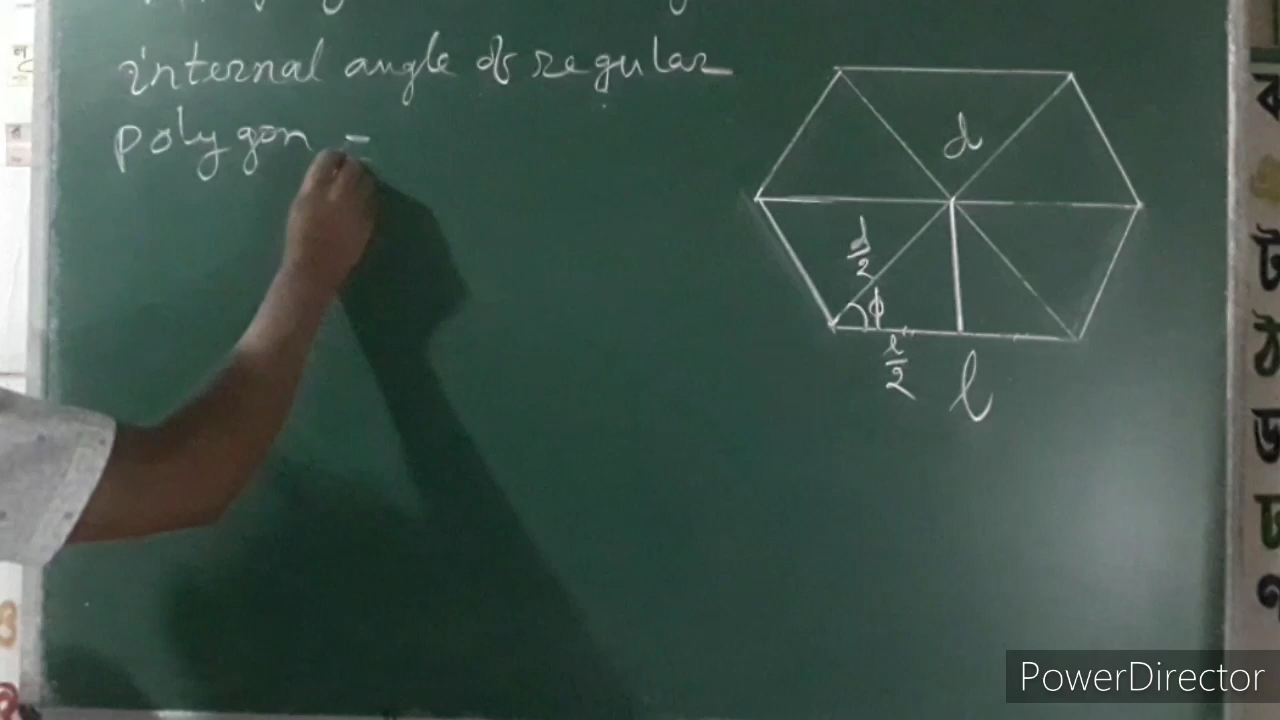 internal angle of regular
polygon =
d
d/2
φ
l/2
l
ট
ঠ
ড
ঢ
ণ
PowerDirector